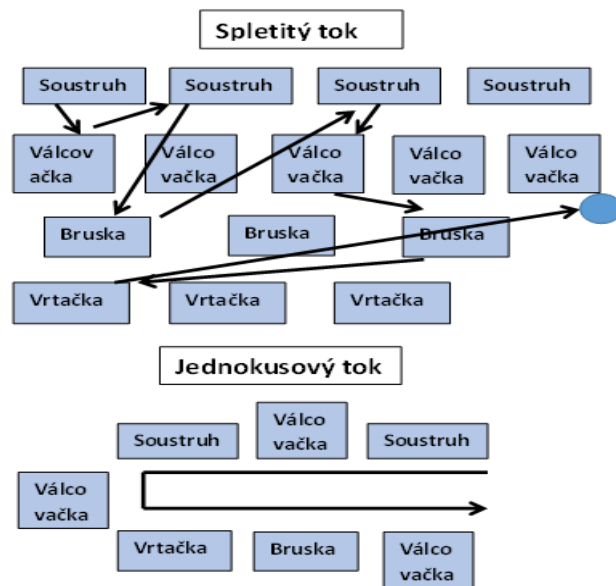 Spletitý tok
Soustruh
Soustruh
Soustruh
Soustruh
Válcov
ačka
Válco
vačka
Válco
vačka
Válco
vačka
Válco
vačka
Bruska
Bruska
Bruska
Vrtačka
Vrtačka
Vrtačka
Jednokusový tok
Soustruh
Válco
vačka
Soustruh
Válco
vačka
Vrtačka
Bruska
Válco
vačka